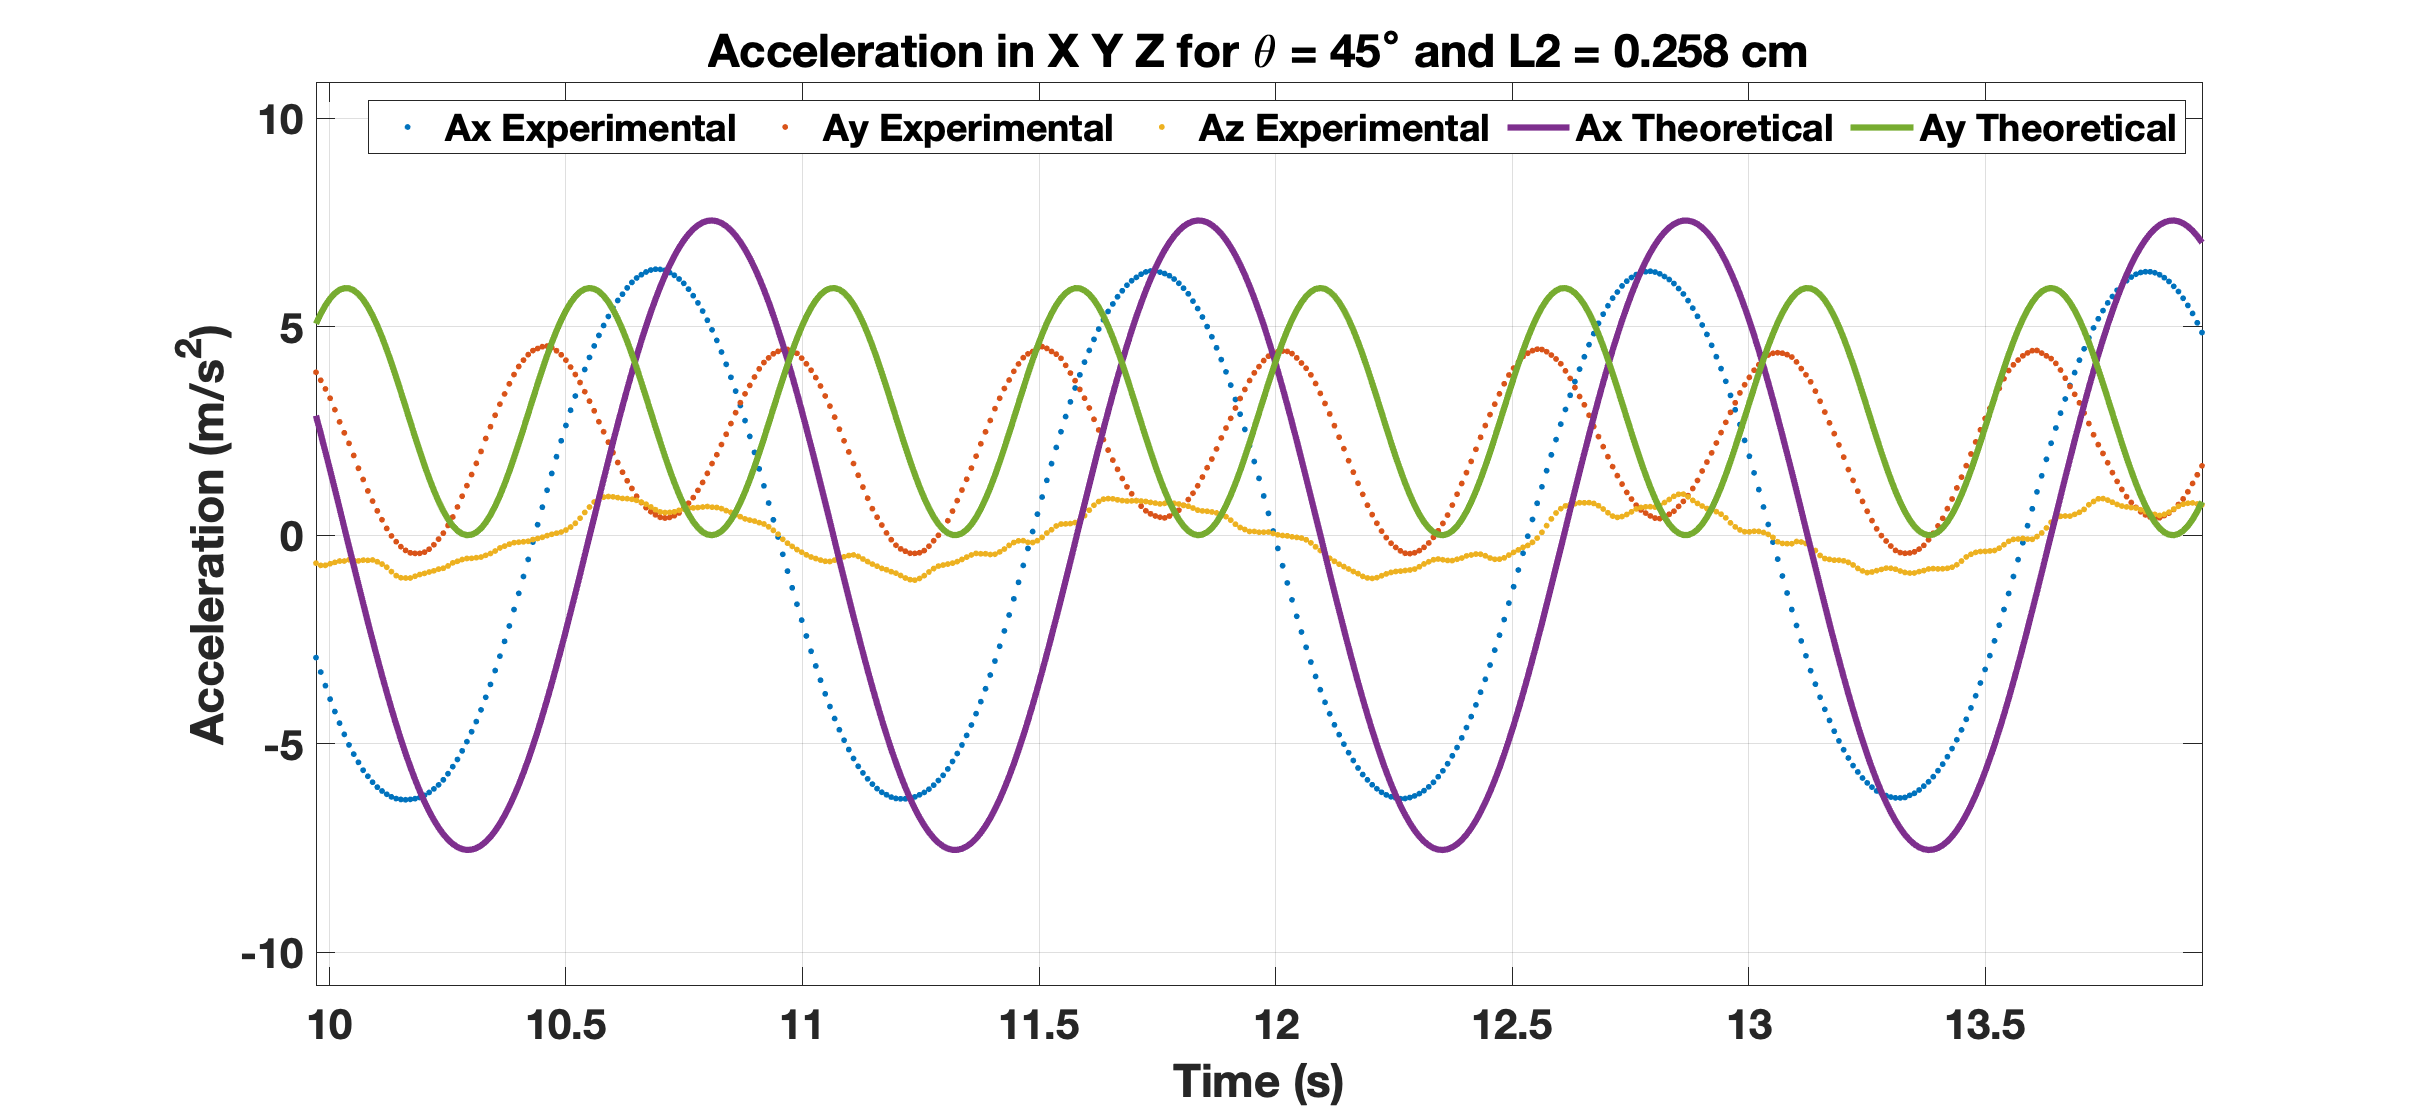 Acceleration in X Y Z for θ = 45° and L2 = 0.258 cm
Ax Experimental Ay Experimental Az Experimental Ax Theoretical Ay Theoretical
Acceleration (m/s²)
10
5
0
-5
-10
10 10.5 11 11.5 12 12.5 13 13.5
Time (s)